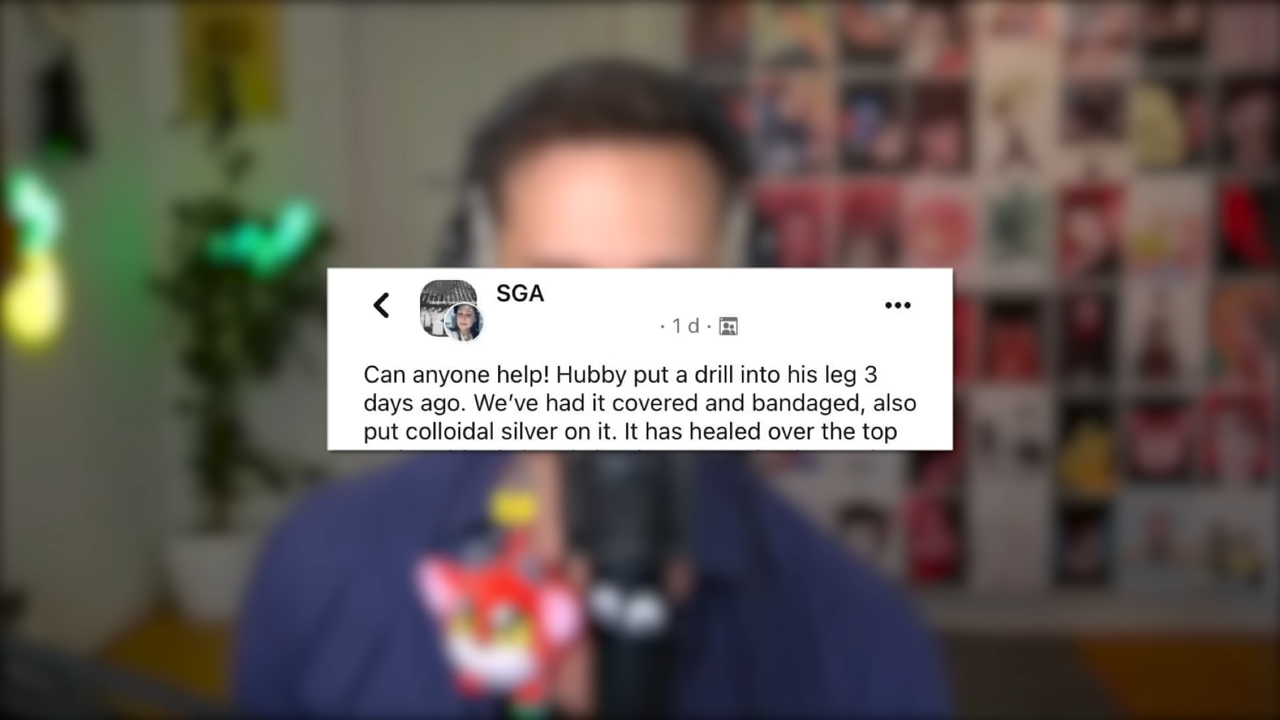 SGA
· 1 d ·
Can anyone help! Hubby put a drill into his leg 3
days ago. We’ve had it covered and bandaged, also
put colloidal silver on it. It has healed over the top